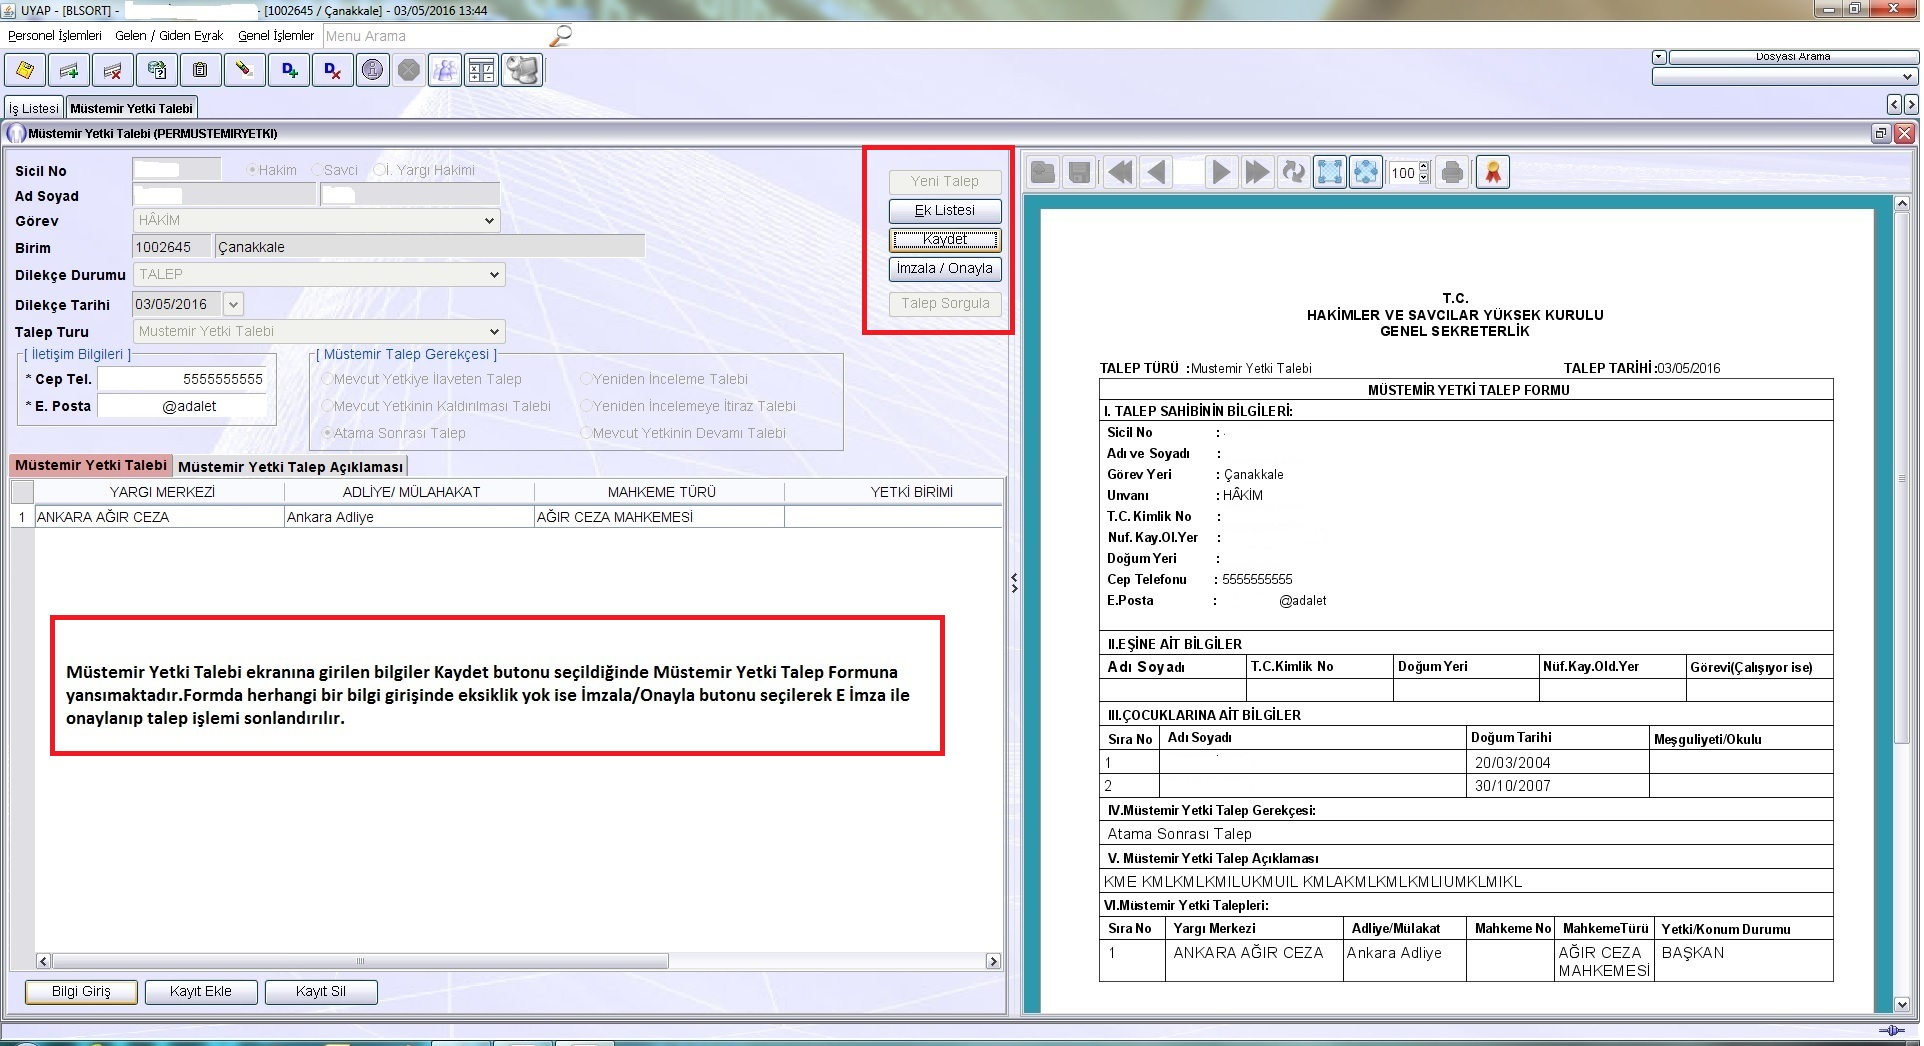 UYAP - [BLSORT] - - [1002645 / Çanakkale] - 03/05/2016 13:44
Personel İşlemleri Gelen / Giden Evrak Genel İşlemler Menu Arama
Dosyası Arama
İş Listesi Müstemir Yetki Talebi
Müstemir Yetki Talebi (PERMUSTEMIRYETKI)
Sicil No Hakim Savci İ. Yargı Hakimi
Ad Soyad
Görev HÂKİM
Birim 1002645 Çanakkale
Dilekçe Durumu TALEP
Dilekçe Tarihi 03/05/2016
Talep Turu Mustemir Yetki Talebi
[ İletişim Bilgileri ]
* Cep Tel. 5555555555
* E. Posta @adalet
[ Müstemir Talep Gerekçesi ]
Mevcut Yetkiye İlaveten Talep Yeniden İnceleme Talebi
Mevcut Yetkinin Kaldırılması Talebi Yeniden İncelemeye İtiraz Talebi
Atama Sonrası Talep Mevcut Yetkinin Devamı Talebi
Yeni Talep
Ek Listesi
Kaydet
İmzala / Onayla
Talep Sorgula
Müstemir Yetki Talebi Müstemir Yetki Talep Açıklaması
YARGI MERKEZİ ADLİYE/ MÜLAHAKAT MAHKEME TÜRÜ YETKİ BİRİMİ
1 ANKARA AĞIR CEZA Ankara Adliye AĞIR CEZA MAHKEMESİ
Müstemir Yetki Talebi ekranına girilen bilgiler Kaydet butonu seçildiğinde Müstemir Yetki Talep Formuna
yansımaktadır.Formda herhangi bir bilgi girişinde eksiklik yok ise İmzala/Onayla butonu seçilerek E İmza ile
onaylanıp talep işlemi sonlandırılır.
Bilgi Giriş Kayıt Ekle Kayıt Sil
100
T.C.
HAKİMLER VE SAVCILAR YÜKSEK KURULU
GENEL SEKRETERLİK
TALEP TÜRÜ :Mustemir Yetki Talebi TALEP TARİHİ:03/05/2016
MÜSTEMİR YETKİ TALEP FORMU
I. TALEP SAHİBİNİN BİLGİLERİ:
Sicil No :
Adı ve Soyadı :
Görev Yeri : Çanakkale
Unvanı : HÂKİM
T.C. Kimlik No :
Nuf. Kay.Ol.Yer :
Doğum Yeri :
Cep Telefonu : 5555555555
E.Posta : @adalet
II.EŞİNE AİT BİLGİLER
Adı Soyadı T.C.Kimlik No Doğum Yeri Nüf.Kay.Old.Yer Görevi(Çalışıyor ise)
III.ÇOCUKLARINA AİT BİLGİLER
Sıra No Adı Soyadı Doğum Tarihi Meşguliyeti/Okulu
1 20/03/2004
2 30/10/2007
IV.Müstemir Yetki Talep Gerekçesi:
Atama Sonrası Talep
V. Müstemir Yetki Talep Açıklaması
KME KMLKMLKMILUKMUIL KMLAKMLKMLKMLIUMKLMIKL
VI.Müstemir Yetki Talepleri:
Sıra No Yargı Merkezi Adliye/Mülakat Mahkeme No MahkemeTürü Yetki/Konum Durumu
1 ANKARA AĞIR CEZA Ankara Adliye AĞIR CEZA BAŞKAN
MAHKEMESİ